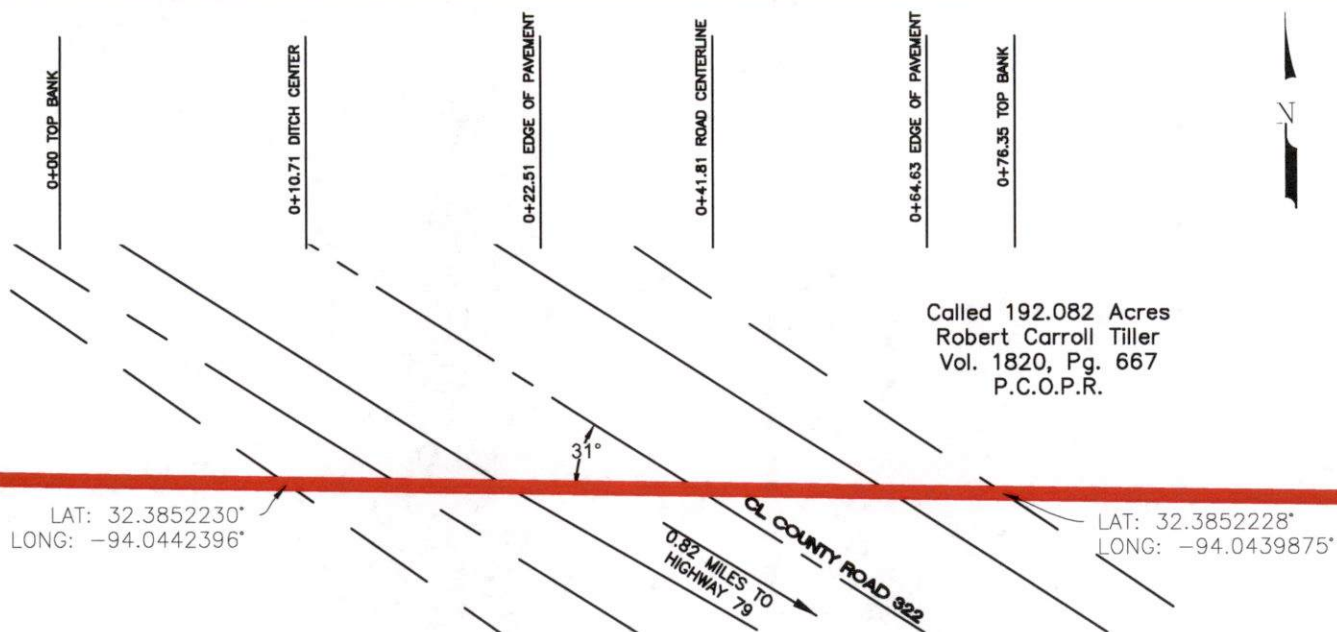 0+00 TOP BANK
0+10.71 DITCH CENTER
0+22.51 EDGE OF PAVEMENT
0+41.81 ROAD CENTERLINE
0+64.63 EDGE OF PAVEMENT
0+76.35 TOP BANK
N
Called 192.082 Acres
Robert Carroll Tiller
Vol. 1820, Pg. 667
P.C.O.P.R.
31°
LAT: 32.3852230°
LONG: -94.0442396°
LAT: 32.3852228°
LONG: -94.0439875°
CL COUNTY ROAD 322
0.82 MILES TO
HIGHWAY 79